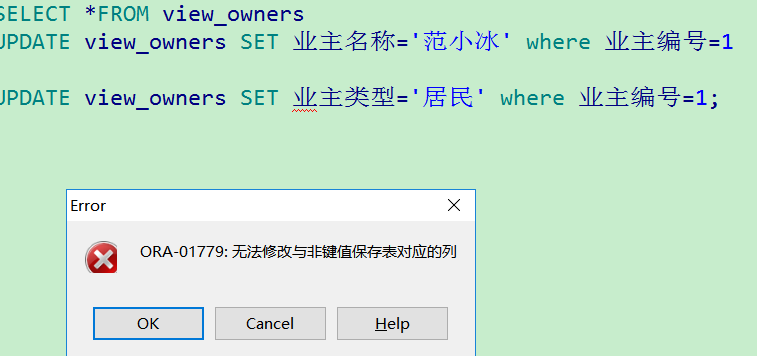 SELECT *FROM view_owners
UPDATE view_owners SET 业主名称='范小冰' where 业主编号=1
UPDATE view_owners SET 业主类型='居民' where 业主编号=1;
Error
ORA-01779: 无法修改与非键值保存表对应的列
OK Cancel Help